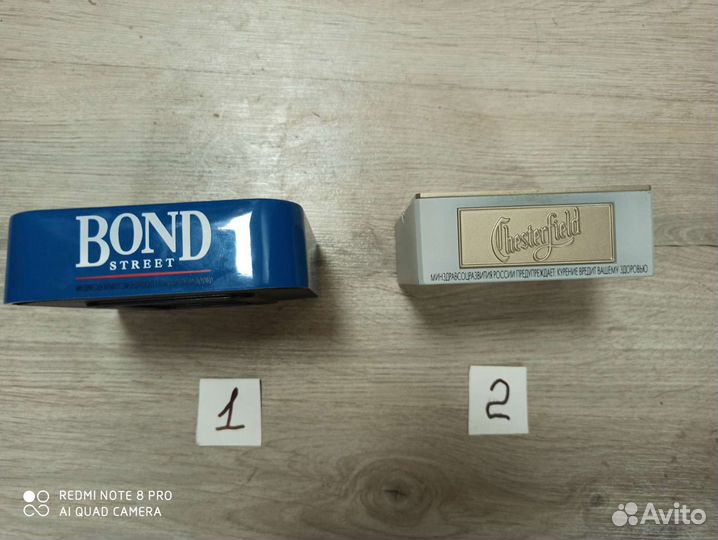 BOND
STREET
Chesterfield
МИНЗДРАВСОЦРАЗВИТИЯ РОССИИ ПРЕДУПРЕЖДАЕТ: КУРЕНИЕ ВРЕДИТ ВАШЕМУ ЗДОРОВЬЮ
1
2
REDMI NOTE 8 PRO
AI QUAD CAMERA
Avito